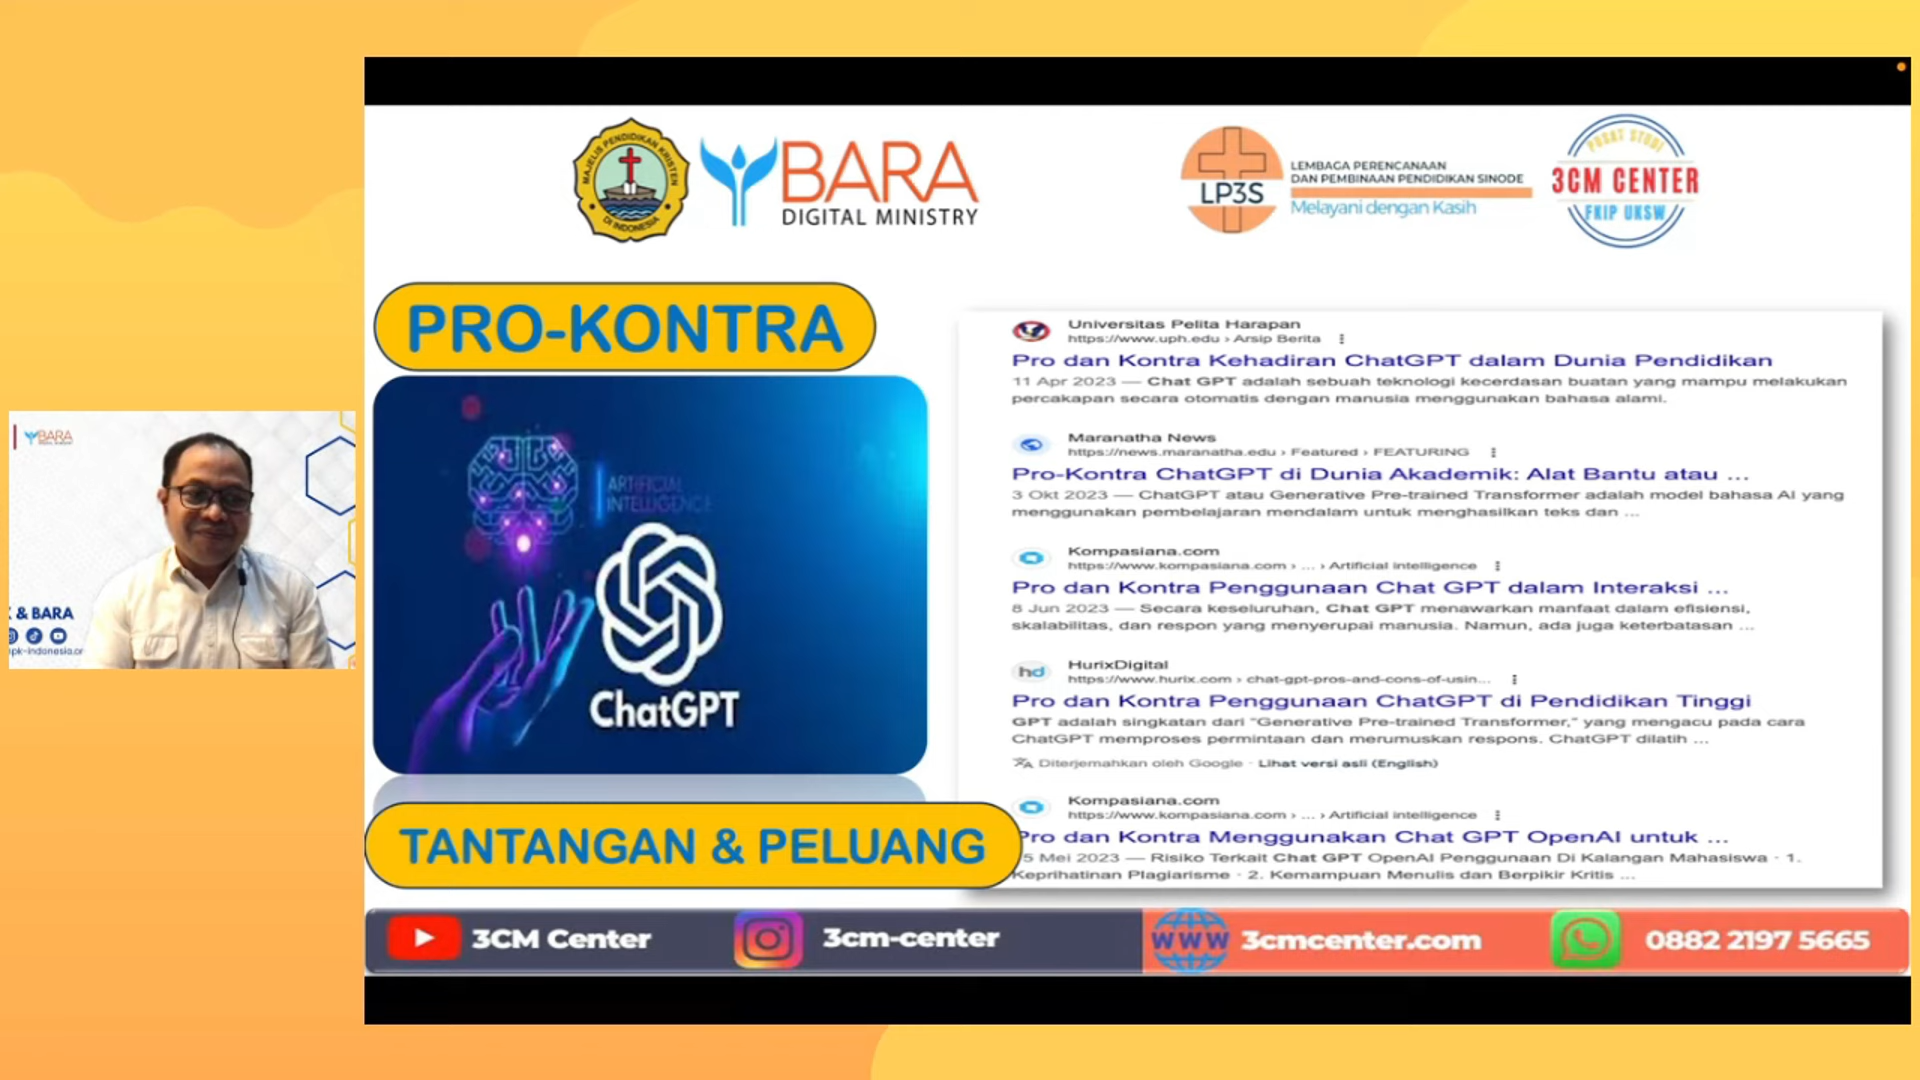 MAJELIS PENDIDIKAN KRISTEN
DI INDONESIA
BARA
DIGITAL MINISTRY
LP3S
LEMBAGA PERENCANAAN
DAN PEMBINAAN PENDIDIKAN SINODE
Melayani dengan Kasih
PUSAT STUDI
3CM CENTER
FKIP UKSW
PRO-KONTRA
ARTIFICIAL
INTELLIGENCE
ChatGPT
TANTANGAN & PELUANG
Universitas Pelita Harapan
https://www.uph.edu › Arsip Berita
Pro dan Kontra Kehadiran ChatGPT dalam Dunia Pendidikan
11 Apr 2023 — Chat GPT adalah sebuah teknologi kecerdasan buatan yang mampu melakukan
percakapan secara otomatis dengan manusia menggunakan bahasa alami.
Maranatha News
https://news.maranatha.edu › Featured › FEATURING
Pro-Kontra ChatGPT di Dunia Akademik: Alat Bantu atau ...
3 Okt 2023 — ChatGPT atau Generative Pre-trained Transformer adalah model bahasa AI yang
menggunakan pembelajaran mendalam untuk menghasilkan teks dan ...
Kompasiana.com
https://www.kompasiana.com › ... › Artificial intelligence
Pro dan Kontra Penggunaan Chat GPT dalam Interaksi ...
8 Jun 2023 — Secara keseluruhan, Chat GPT menawarkan manfaat dalam efisiensi,
skalabilitas, dan respon yang menyerupai manusia. Namun, ada juga keterbatasan ...
hd
HurixDigital
https://www.hurix.com › chat-gpt-pros-and-cons-of-usin...
Pro dan Kontra Penggunaan ChatGPT di Pendidikan Tinggi
GPT adalah singkatan dari "Generative Pre-trained Transformer," yang mengacu pada cara
ChatGPT memproses permintaan dan merumuskan respons. ChatGPT dilatih ...
Diterjemahkan oleh Google · Lihat versi asli (English)
Kompasiana.com
https://www.kompasiana.com › ... › Artificial intelligence
Pro dan Kontra Menggunakan Chat GPT OpenAI untuk ...
5 Mei 2023 — Risiko Terkait Chat GPT OpenAI Penggunaan Di Kalangan Mahasiswa · 1.
Keprihatinan Plagiarisme · 2. Kemampuan Menulis dan Berpikir Kritis ...
BARA
& BARA
3CM Center
3cm-center
www
3cmcenter.com
0882 2197 5665